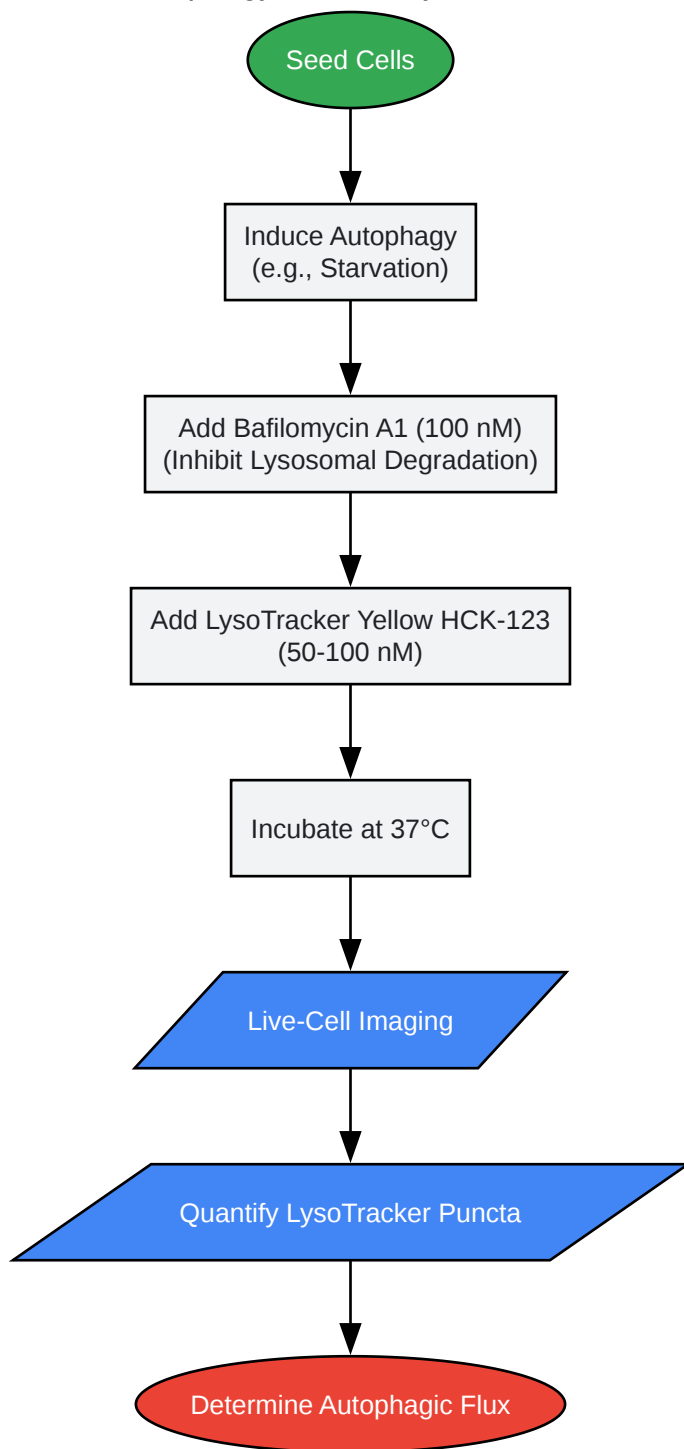 Seed Cells
Induce Autophagy
(e.g., Starvation)
Add Bafilomycin A1 (100 nM)
(Inhibit Lysosomal Degradation)
Add LysoTracker Yellow HCK-123
(50-100 nM)
Incubate at 37°C
Live-Cell Imaging
Quantify LysoTracker Puncta
Determine Autophagic Flux